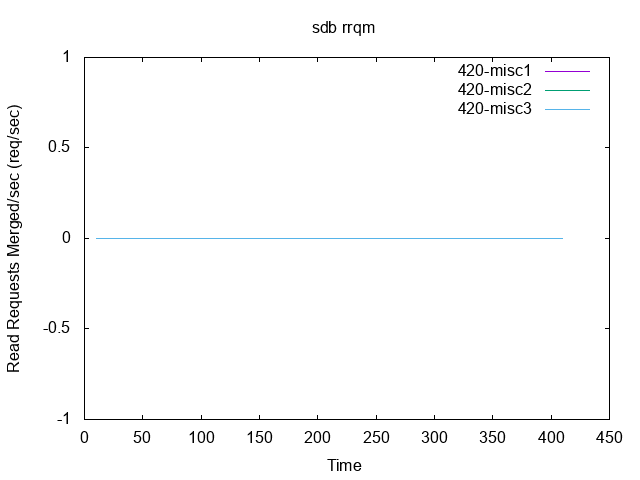 sdb rrqm
420-misc1
420-misc2
420-misc3
Read Requests Merged/sec (req/sec)
1
0.5
0
-0.5
-1
0 50 100 150 200 250 300 350 400 450
Time